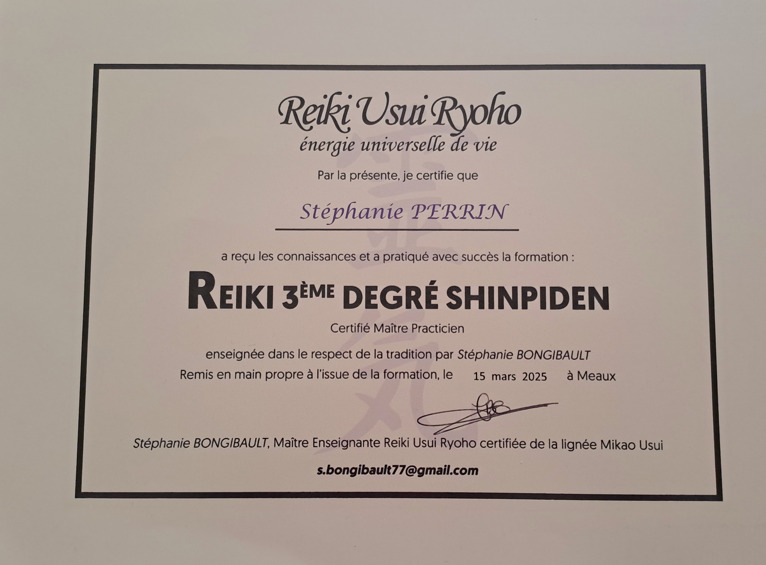 Reiki Usui Ryoho
énergie universelle de vie
Par la présente, je certifie que
Stéphanie PERRIN
a reçu les connaissances et a pratiqué avec succès la formation :
REIKI 3ÈME DEGRÉ SHINPIDEN
Certifié Maître Practicien
enseignée dans le respect de la tradition par Stéphanie BONGIBAULT
Remis en main propre à l'issue de la formation, le 15 mars 2025 à Meaux
Stéphanie BONGIBAULT, Maître Enseignante Reiki Usui Ryoho certifiée de la lignée Mikao Usui
s.bongibault77@gmail.com
靈
氣